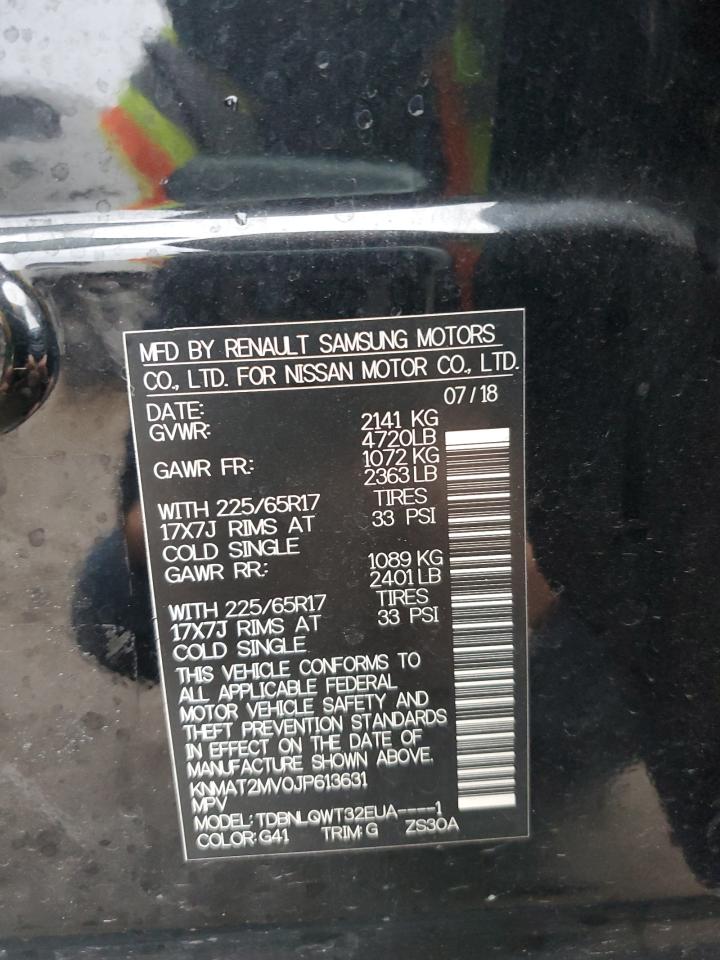 MFD BY RENAULT SAMSUNG MOTORS
CO., LTD. FOR NISSAN MOTOR CO., LTD.
DATE: 07/18
GVWR: 2141 KG
4720LB
GAWR FR: 1072 KG
2363 LB
WITH 225/65R17 TIRES
17X7J RIMS AT 33 PSI
COLD SINGLE
GAWR RR: 1089 KG
2401 LB
WITH 225/65R17 TIRES
17X7J RIMS AT 33 PSI
COLD SINGLE
THIS VEHICLE CONFORMS TO
ALL APPLICABLE FEDERAL
MOTOR VEHICLE SAFETY AND
THEFT PREVENTION STANDARDS
IN EFFECT ON THE DATE OF
MANUFACTURE SHOWN ABOVE.
KNMAT2MV0JP613631
MPV
MODEL: TDBNLQWT32EUA----1
COLOR: G41 TRIM: G ZS30A